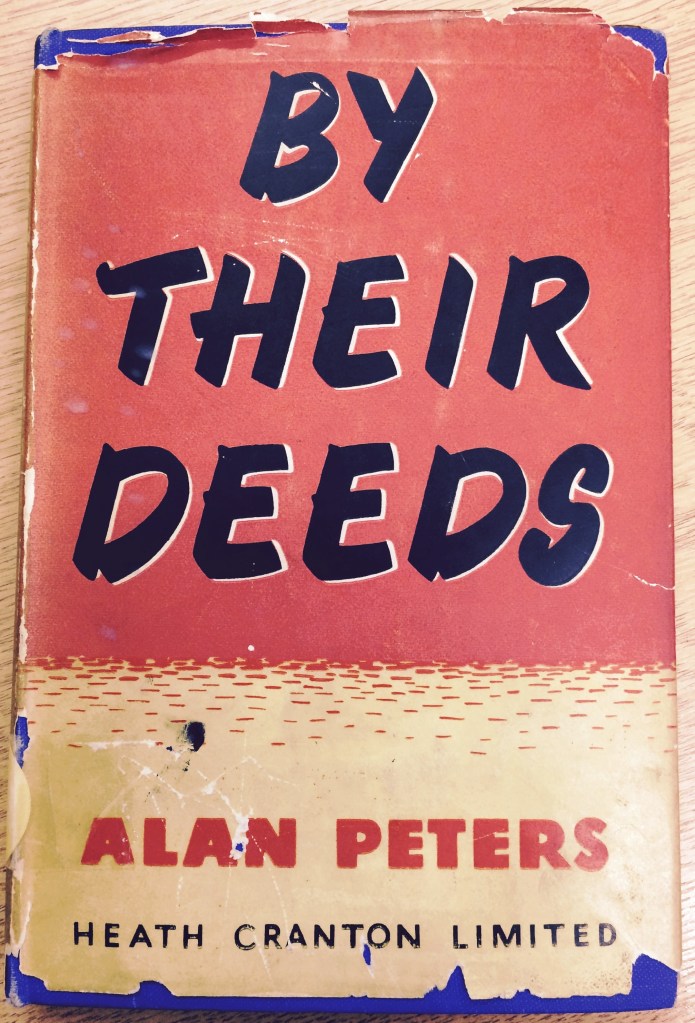 BY
THEIR
DEEDS
ALAN PETERS
HEATH CRANTON LIMITED